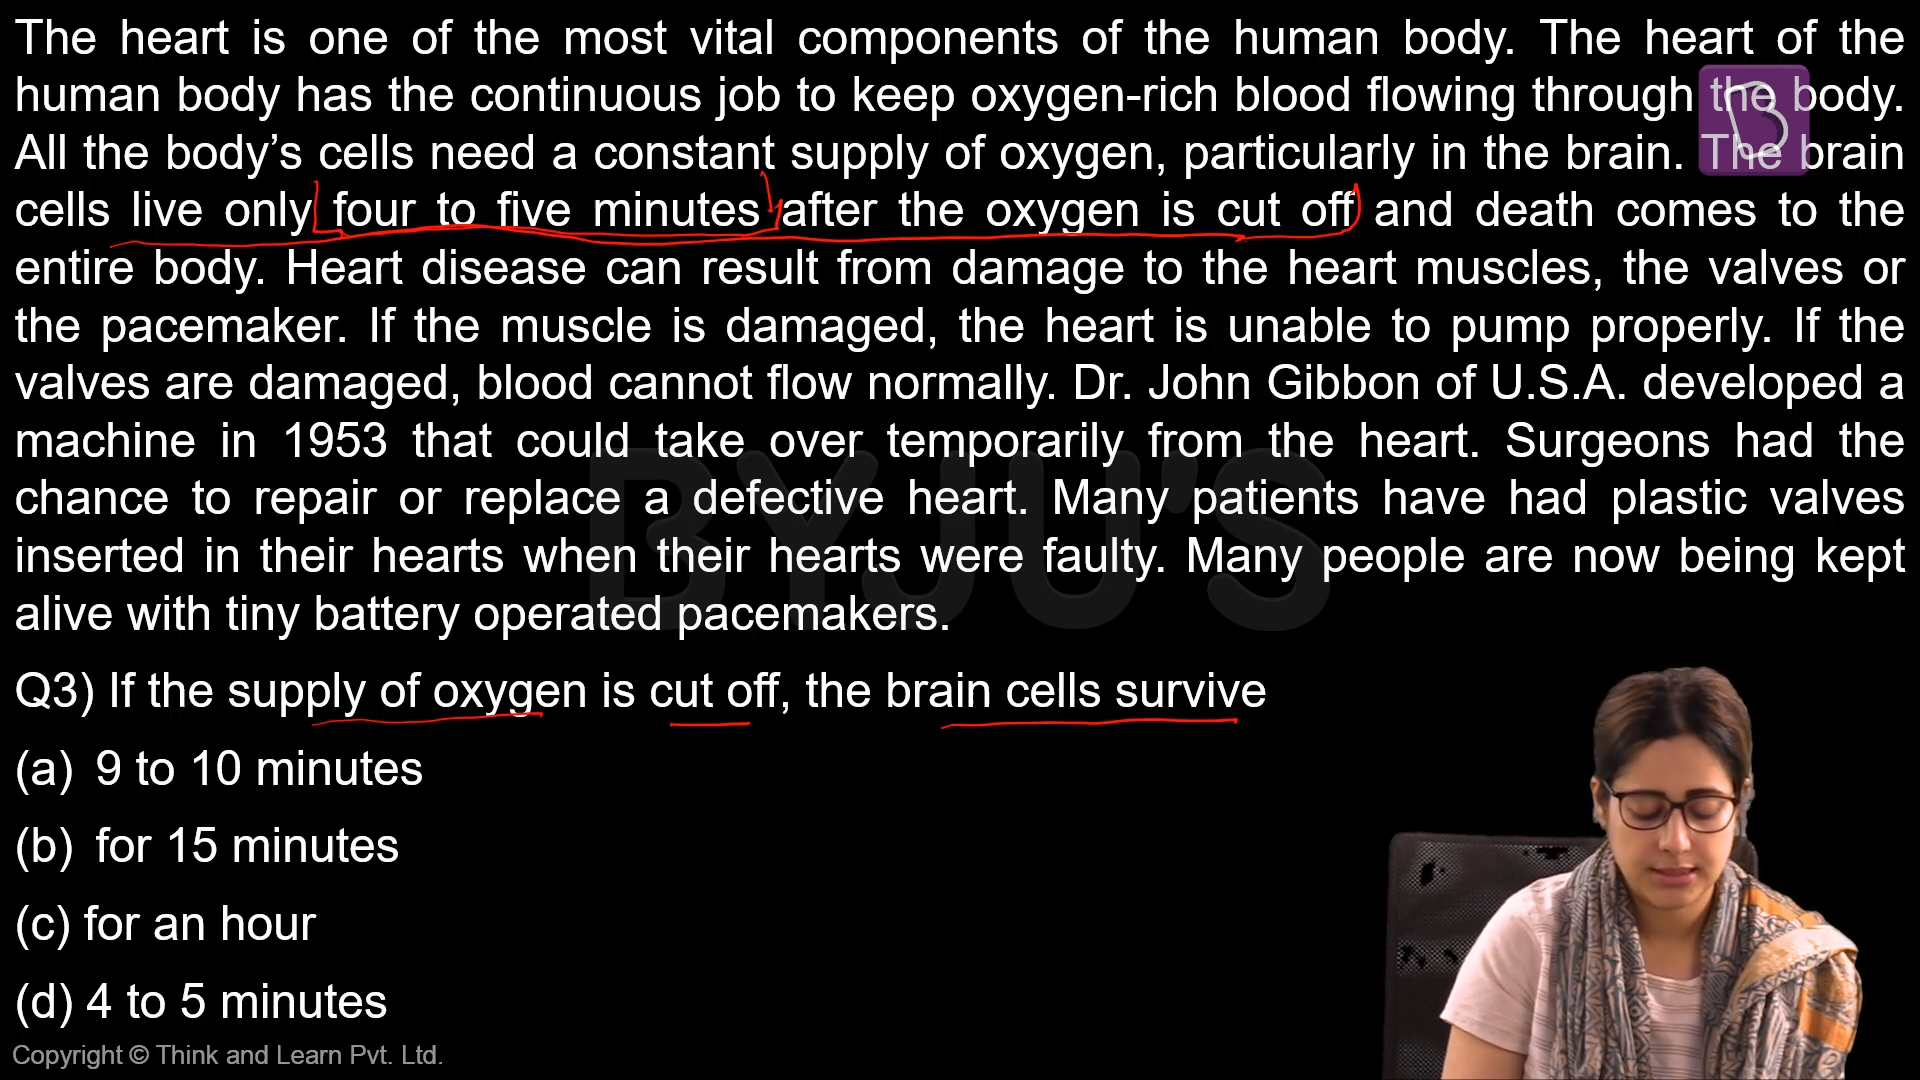 The heart is one of the most vital components of the human body. The heart of the
human body has the continuous job to keep oxygen-rich blood flowing through the body.
All the body’s cells need a constant supply of oxygen, particularly in the brain. The brain
cells live only four to five minutes after the oxygen is cut off and death comes to the
entire body. Heart disease can result from damage to the heart muscles, the valves or
the pacemaker. If the muscle is damaged, the heart is unable to pump properly. If the
valves are damaged, blood cannot flow normally. Dr. John Gibbon of U.S.A. developed a
machine in 1953 that could take over temporarily from the heart. Surgeons had the
chance to repair or replace a defective heart. Many patients have had plastic valves
inserted in their hearts when their hearts were faulty. Many people are now being kept
alive with tiny battery operated pacemakers.
BYJU'S
Q3) If the supply of oxygen is cut off, the brain cells survive
(a) 9 to 10 minutes
(b) for 15 minutes
(c) for an hour
(d) 4 to 5 minutes
Copyright © Think and Learn Pvt. Ltd.